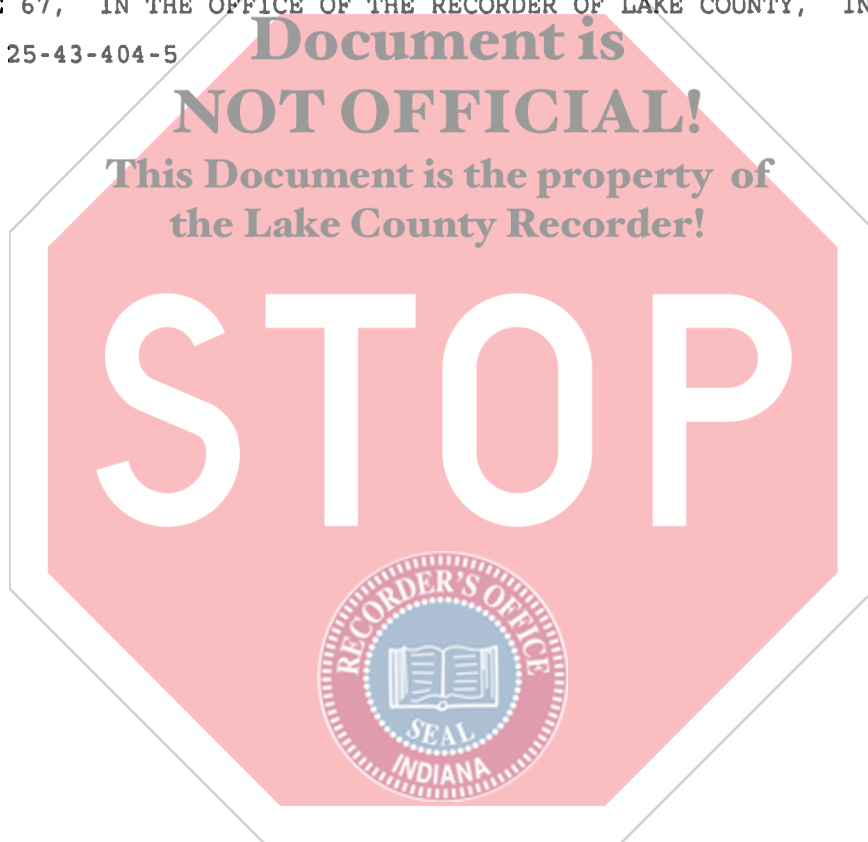 67, IN THE OFFICE OF THE RECORDER OF LAKE COUNTY, IN
25-43-404-5
Document is
NOT OFFICIAL!
This Document is the property of
the Lake County Recorder!
STOP
RECORDER'S OFFICE
SEAL
INDIANA